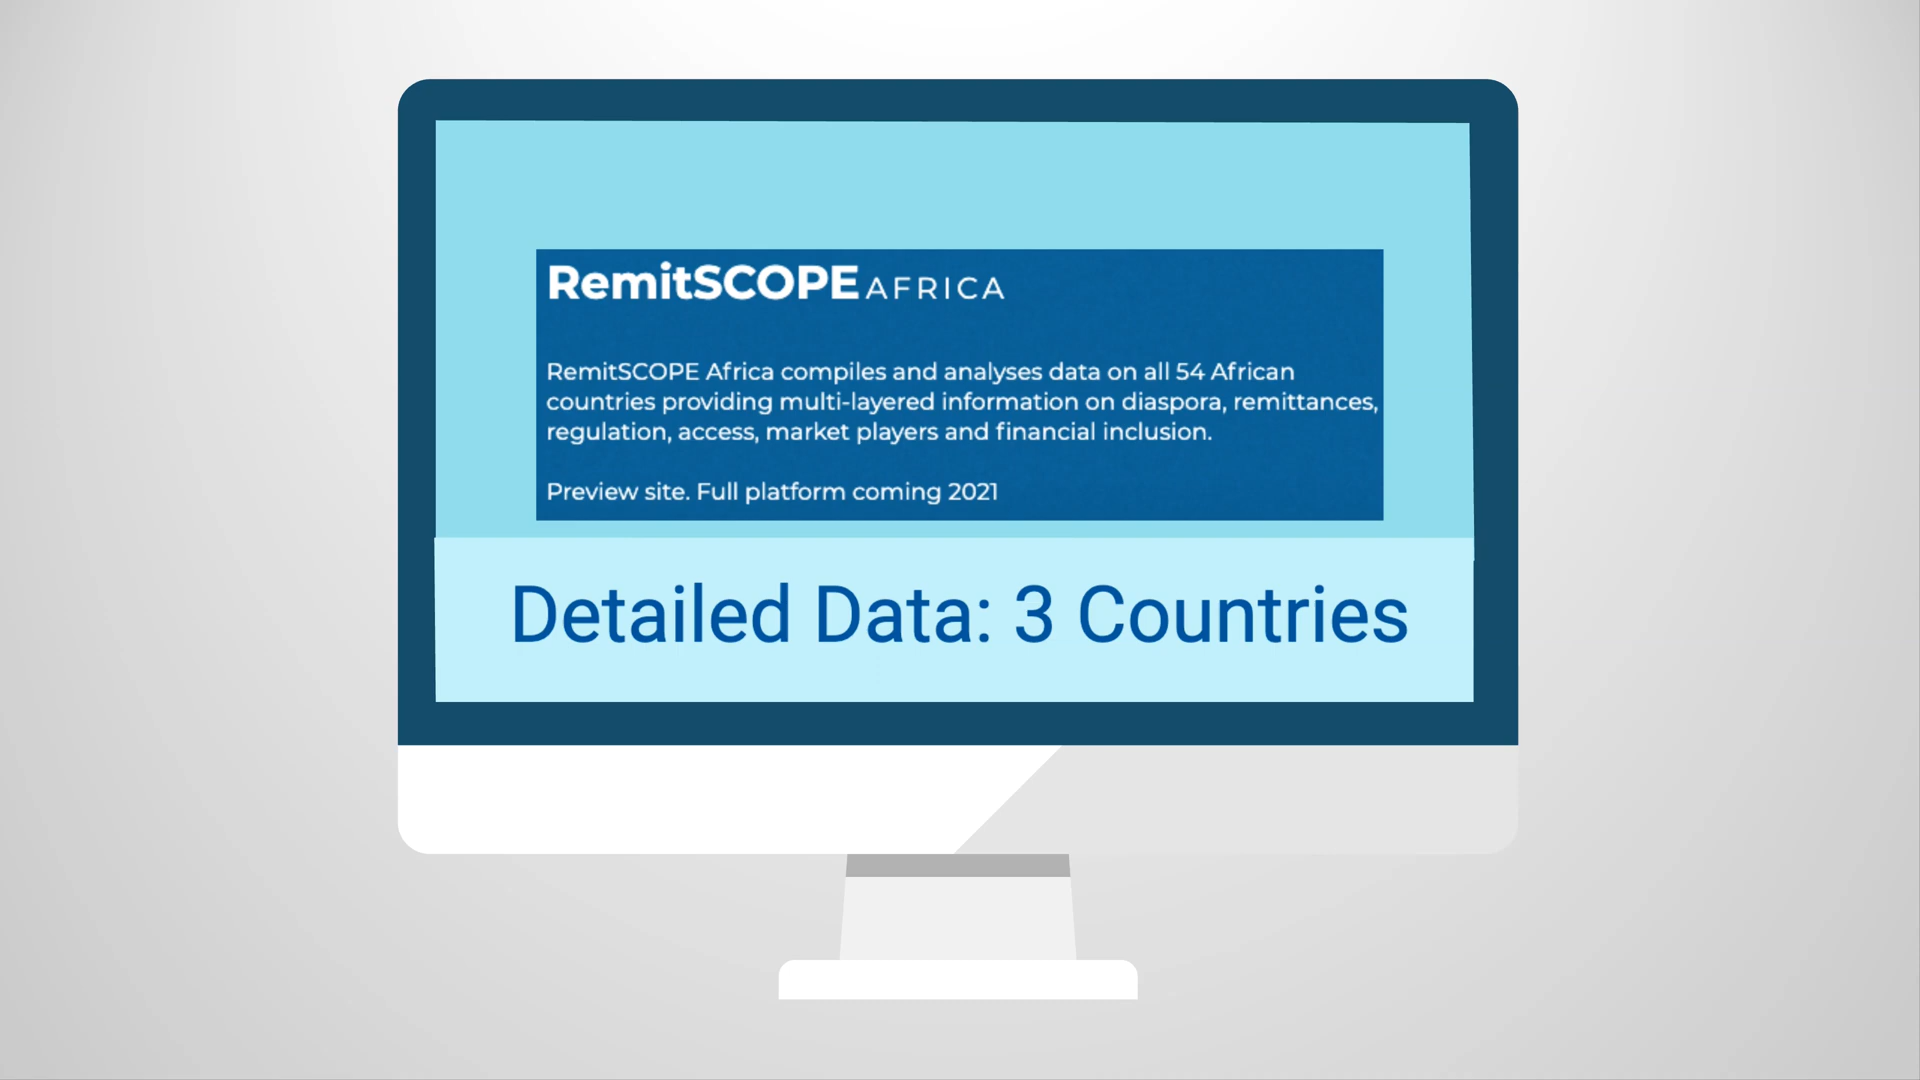 RemitSCOPE AFRICA
RemitSCOPE Africa compiles and analyses data on all 54 African
countries providing multi-layered information on diaspora, remittances,
regulation, access, market players and financial inclusion.
Preview site. Full platform coming 2021
Detailed Data: 3 Countries